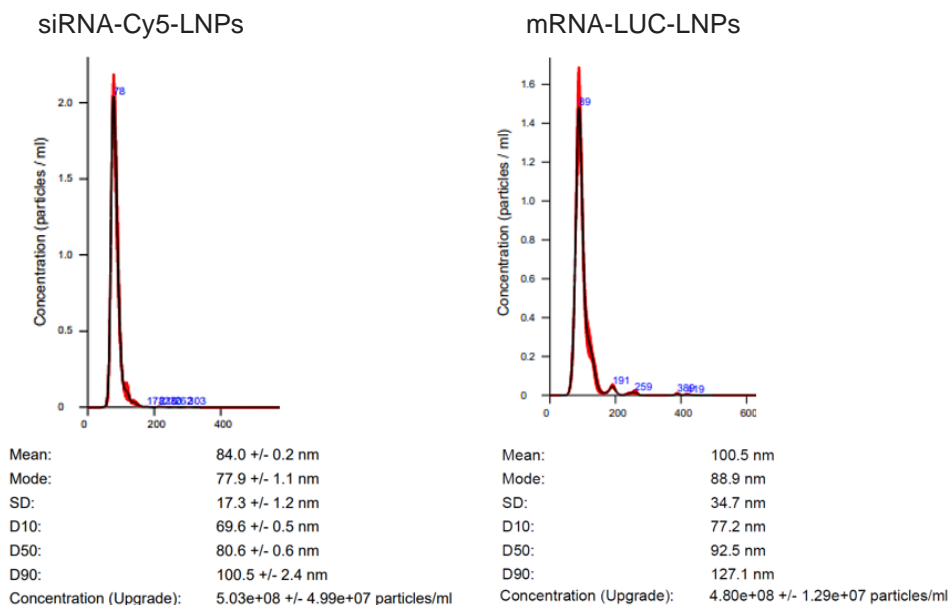 siRNA-Cy5-LNPs
Concentration (particles / ml)
2.0
1.5
1.0
0.5
0
78
303
0
200
400
Mean: 84.0 +/- 0.2 nm
Mode: 77.9 +/- 1.1 nm
SD: 17.3 +/- 1.2 nm
D10: 69.6 +/- 0.5 nm
D50: 80.6 +/- 0.6 nm
D90: 100.5 +/- 2.4 nm
Concentration (Upgrade): 5.03e+08 +/- 4.99e+07 particles/ml
mRNA-LUC-LNPs
Concentration (particles / ml)
1.6
1.4
1.2
1.0
0.8
0.6
0.4
0.2
0
89
191
259
0
200
400
600
Mean: 100.5 nm
Mode: 88.9 nm
SD: 34.7 nm
D10: 77.2 nm
D50: 92.5 nm
D90: 127.1 nm
Concentration (Upgrade): 4.80e+08 +/- 1.29e+07 particles/ml